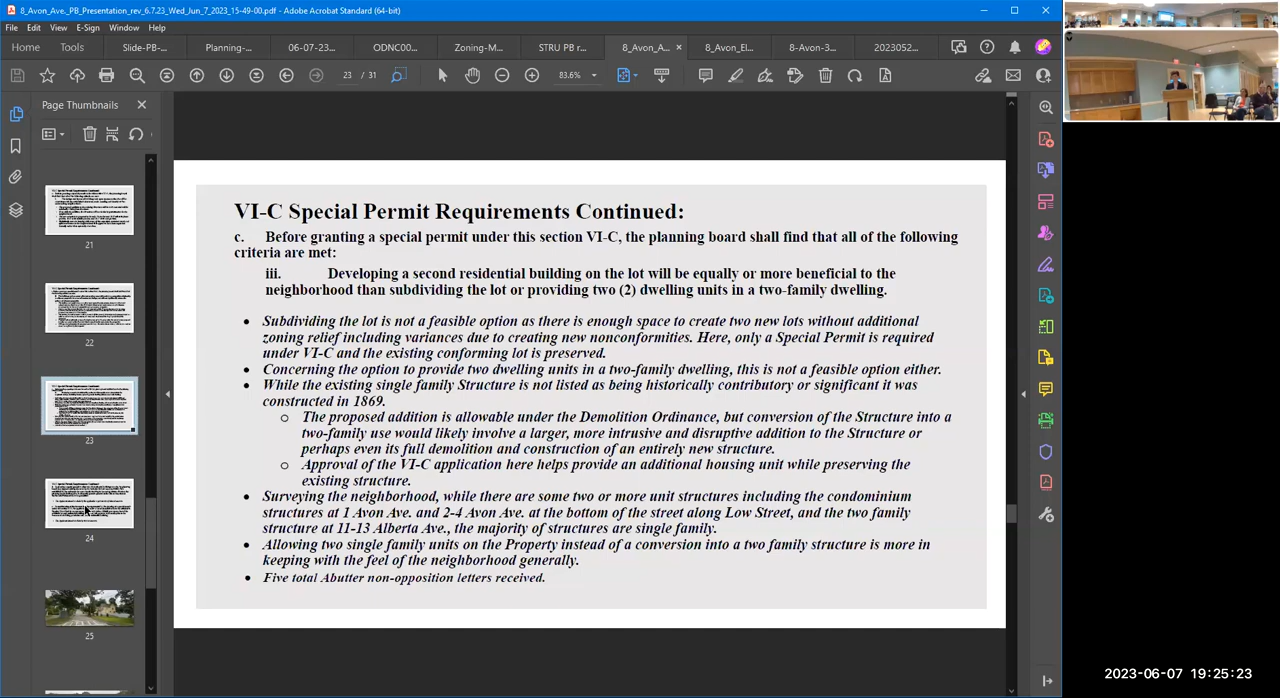 8_Avon_Ave._PB_Presentation_rev_6.7.23_Wed_Jun_7_2023_15-49-00.pdf - Adobe Acrobat Standard (64-bit)
File Edit View E-Sign Window Help
Home Tools Slide-PB-... Planning-... 06-07-23... ODNC00... Zoning-M... STRU PB r... 8_Avon_A... × 8_Avon_El... 8-Avon-3... 2023052...
23 / 31 83.6%
Page Thumbnails
21
22
23
24
25
VI-C Special Permit Requirements Continued:
c. Before granting a special permit under this section VI-C, the planning board shall find that all of the following
criteria are met:
iii. Developing a second residential building on the lot will be equally or more beneficial to the
neighborhood than subdividing the lot or providing two (2) dwelling units in a two-family dwelling.
• Subdividing the lot is not a feasible option as there is enough space to create two new lots without additional
zoning relief including variances due to creating new nonconformities. Here, only a Special Permit is required
under VI-C and the existing conforming lot is preserved.
• Concerning the option to provide two dwelling units in a two-family dwelling, this is not a feasible option either.
• While the existing single family Structure is not listed as being historically contributory or significant it was
constructed in 1869.
o The proposed addition is allowable under the Demolition Ordinance, but conversion of the Structure into a
two-family use would likely involve a larger, more intrusive and disruptive addition to the Structure or
perhaps even its full demolition and construction of an entirely new structure.
o Approval of the VI-C application here helps provide an additional housing unit while preserving the
existing structure.
• Surveying the neighborhood, while there are some two or more unit structures including the condominium
structures at 1 Avon Ave. and 2-4 Avon Ave. at the bottom of the street along Low Street, and the two family
structure at 11-13 Alberta Ave., the majority of structures are single family.
• Allowing two single family units on the Property instead of a conversion into a two family structure is more in
keeping with the feel of the neighborhood generally.
• Five total Abutter non-opposition letters received.
2023-06-07 19:25:23